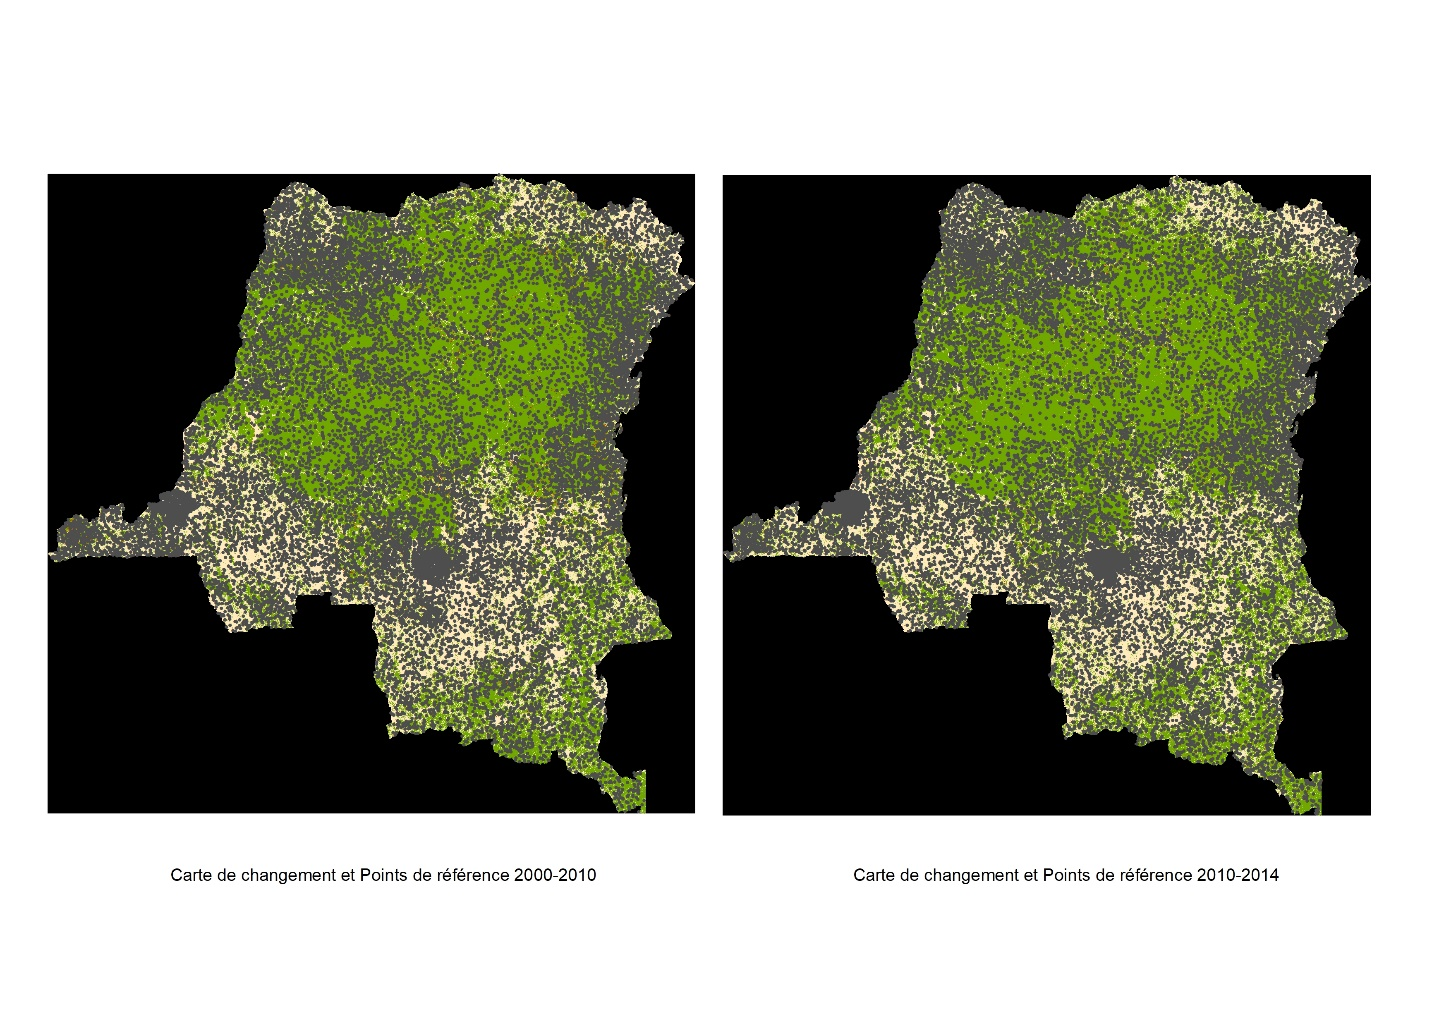 Carte de changement et Points de référence 2000-2010
Carte de changement et Points de référence 2010-2014